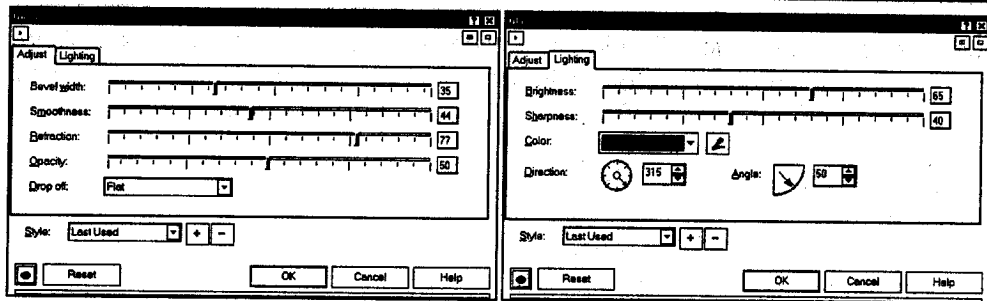 Adjust Lighting
Bevel width: 35
Smoothness: 44
Refraction: 77
Opacity: 50
Drop off: Flat
Style: Last Used + -
Reset OK Cancel Help
Adjust Lighting
Brightness: 65
Sharpness: 40
Color:
Direction: 315 Angle: 50
Style: Last Used + -
Reset OK Cancel Help